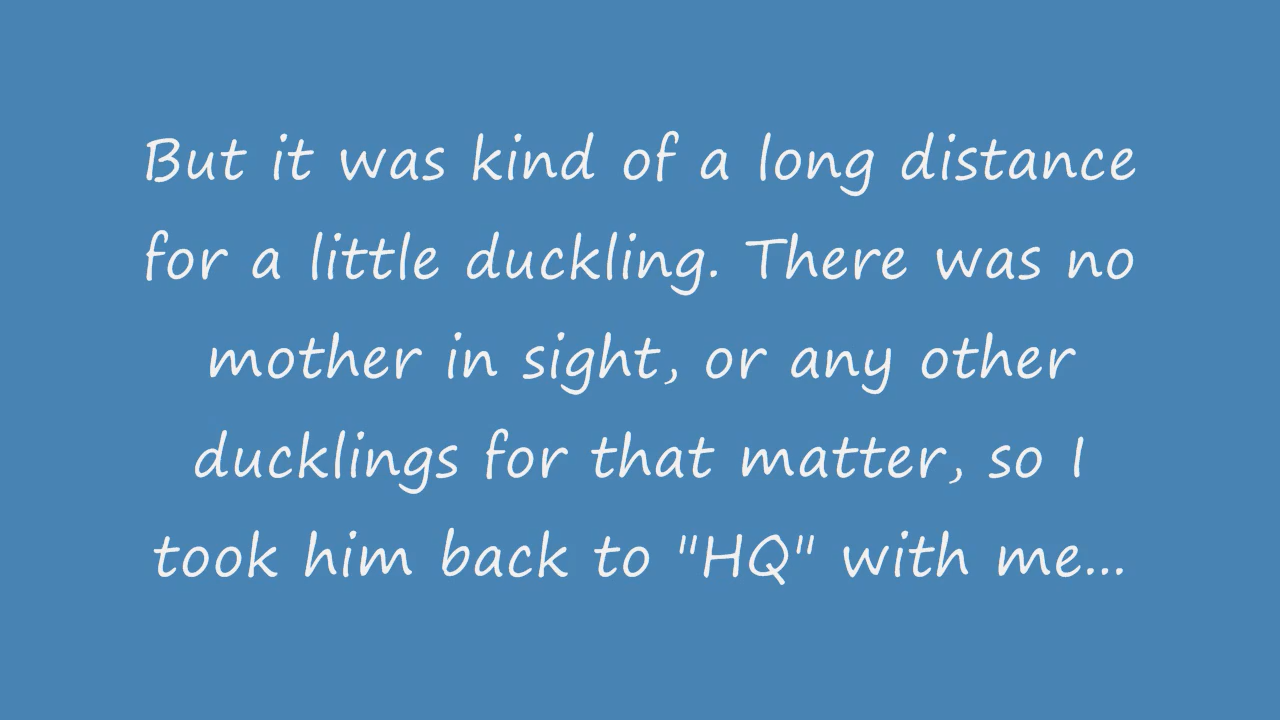 But it was kind of a long distance
for a little duckling. There was no
mother in sight, or any other
ducklings for that matter, so I
took him back to "HQ" with me...